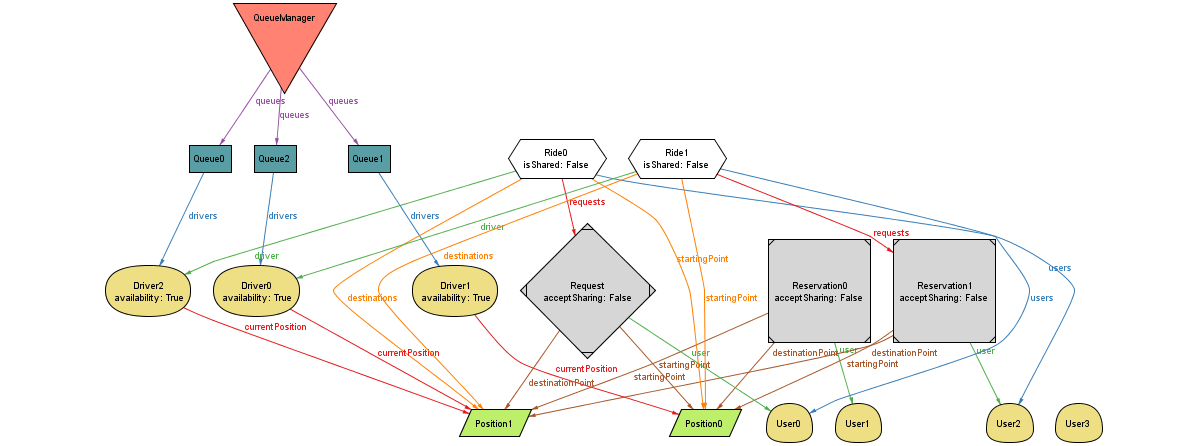 QueueManager
queues
queues
queues
Queue0
Queue2
Queue1
Ride0
isShared: False
Ride1
isShared: False
requests
drivers
drivers
drivers
driver
requests
driver
destinations
startingPoint
users
Driver2
availability: True
Driver0
availability: True
Driver1
availability: True
Request
acceptSharing: False
Reservation0
acceptSharing: False
Reservation1
acceptSharing: False
destinations
startingPoint
users
currentPosition
currentPosition
user
destinationPoint
user
destinationPoint
user
currentPosition
startingPoint
startingPoint
destinationPoint
startingPoint
Position1
Position0
User0
User1
User2
User3